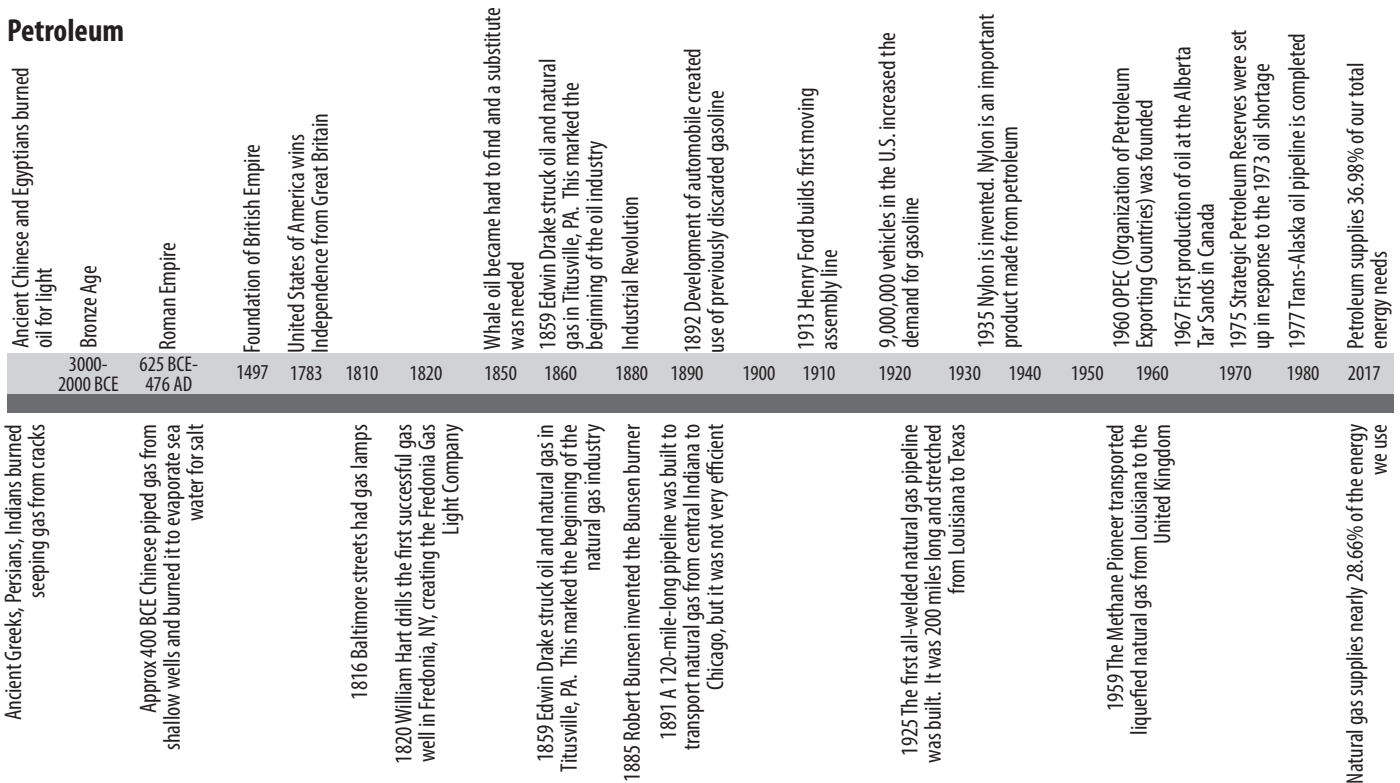 Petroleum
Ancient Chinese and Egyptians burned
oil for light
Bronze Age
Roman Empire
Foundation of British Empire
United States of America wins
Independence from Great Britain
Whale oil became hard to find and a substitute
was needed
1859 Edwin Drake struck oil and natural
gas in Titusville, PA. This marked the
beginning of the oil industry
Industrial Revolution
1892 Development of automobile created
use of previously discarded gasoline
1913 Henry Ford builds first moving
assembly line
9,000,000 vehicles in the U.S. increased the
demand for gasoline
1935 Nylon is invented. Nylon is an important
product made from petroleum
1960 OPEC (Organization of Petroleum
Exporting Countries) was founded
1967 First production of oil at the Alberta
Tar Sands in Canada
1975 Strategic Petroleum Reserves were set
up in response to the 1973 oil shortage
1977 Trans-Alaska oil pipeline is completed
Petroleum supplies 36.98% of our total
energy needs
3000-
2000 BCE
625 BCE-
476 AD
1497
1783
1810
1820
1850
1860
1880
1890
1900
1910
1920
1930
1940
1950
1960
1970
1980
2017
Ancient Greeks, Persians, Indians burned
seeping gas from cracks
Approx 400 BCE Chinese piped gas from
shallow wells and burned it to evaporate sea
water for salt
1816 Baltimore streets had gas lamps
1820 William Hart drills the first successful gas
well in Fredonia, NY, creating the Fredonia Gas
Light Company
1859 Edwin Drake struck oil and natural gas in
Titusville, PA. This marked the beginning of the
natural gas industry
1885 Robert Bunsen invented the Bunsen burner
1891 A 120-mile-long pipeline was built to
transport natural gas from central Indiana to
Chicago, but it was not very efficient
1925 The first all-welded natural gas pipeline
was built. It was 200 miles long and stretched
from Louisiana to Texas
1959 The Methane Pioneer transported
liquefied natural gas from Louisiana to the
United Kingdom
Natural gas supplies nearly 28.66% of the energy
we use